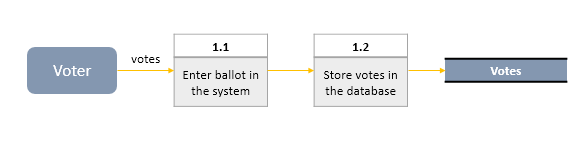 Voter
votes
1.1
Enter ballot in
the system
1.2
Store votes in
the database
Votes